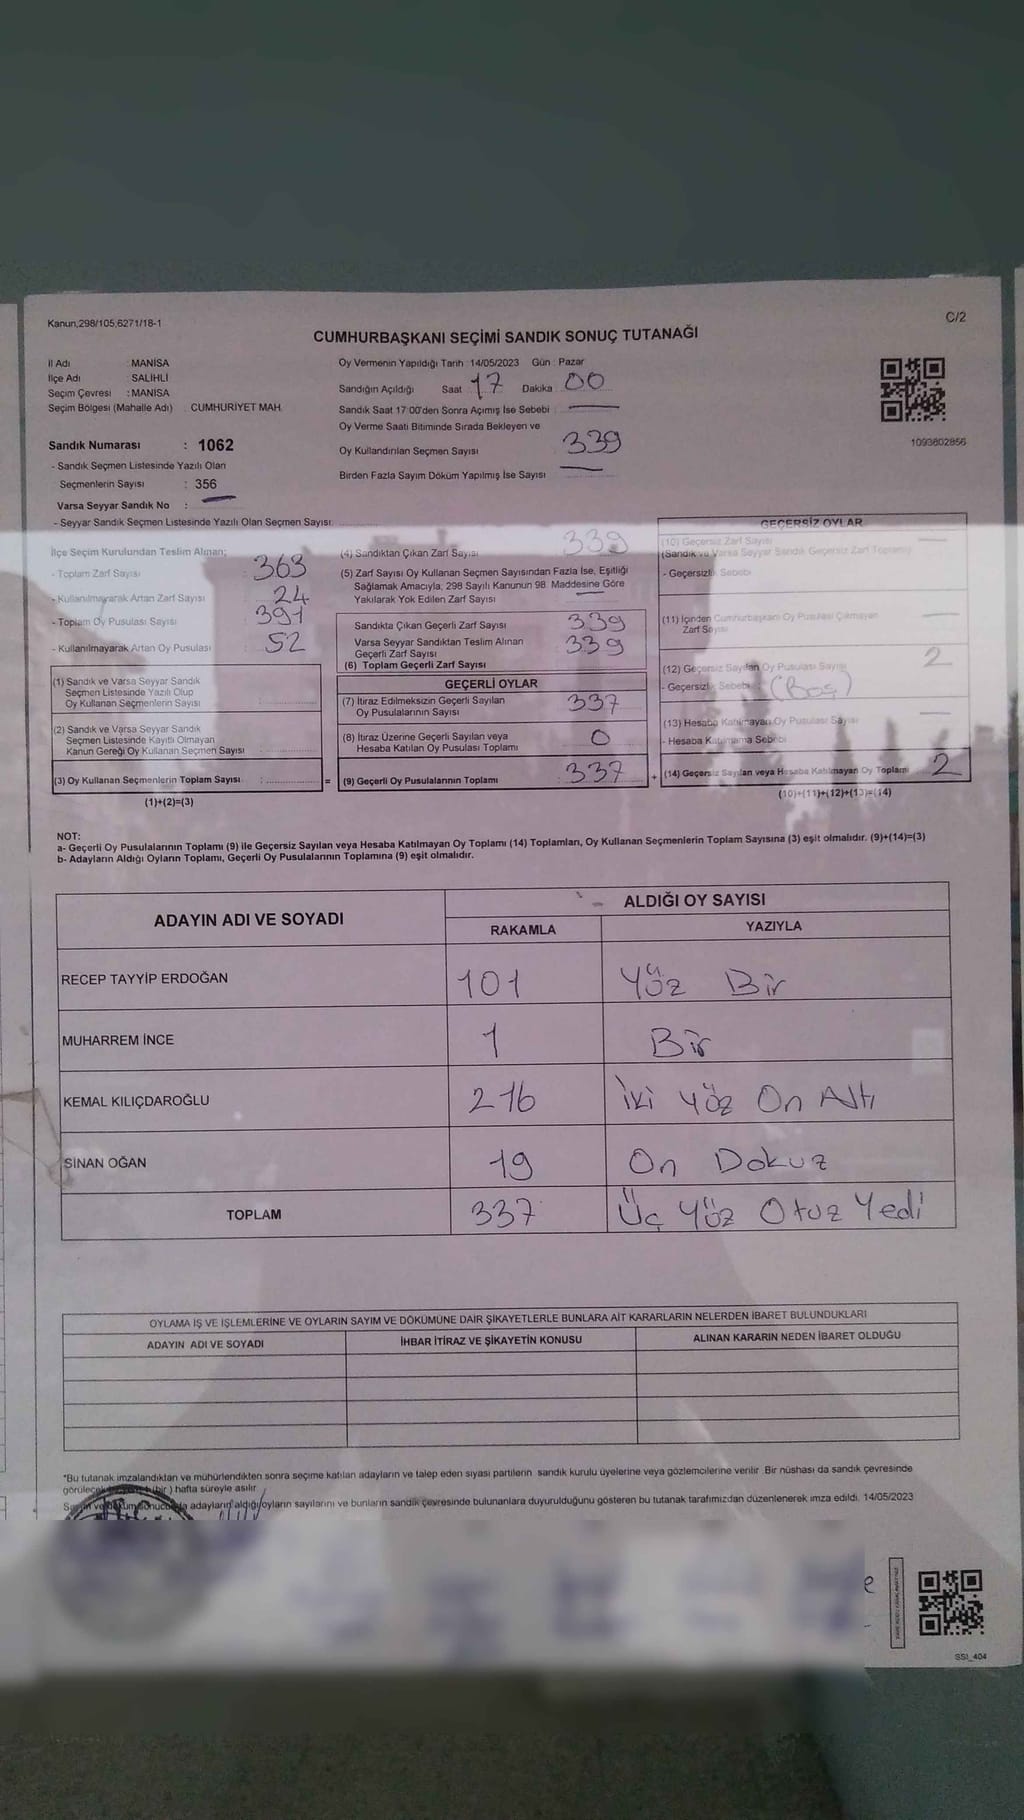 Kanun,298/105;6271/18-1
C/2
CUMHURBAŞKANI SEÇİMİ SANDIK SONUÇ TUTANAĞI
İl Adı : MANİSA
İlçe Adı : SALİHLİ
Seçim Çevresi : MANİSA
Seçim Bölgesi (Mahalle Adı) CUMHURİYET MAH.
Sandık Numarası : 1062
- Sandık Seçmen Listesinde Yazılı Olan
Seçmenlerin Sayısı : 356
Varsa Seyyar Sandık No :
- Seyyar Sandık Seçmen Listesinde Yazılı Olan Seçmen Sayısı:
Oy Vermenin Yapıldığı Tarih : 14/05/2023 Gün : Pazar
Sandığın Açıldığı Saat : 17 Dakika : 00
Sandık Saat 17:00'den Sonra Açımış İse Sebebi :
Oy Verme Saati Bitiminde Sırada Bekleyen ve
Oy Kullandırılan Seçmen Sayısı : 339
Birden Fazla Sayım Döküm Yapılmış İse Sayısı :
1093802856
İlçe Seçim Kurulundan Teslim Alınan;
- Toplam Zarf Sayısı : 363
- Kullanılmayarak Artan Zarf Sayısı : 24
- Toplam Oy Pusulası Sayısı : 391
- Kullanılmayarak Artan Oy Pusulası : 52
(1) Sandık ve Varsa Seyyar Sandık
Seçmen Listesinde Yazılı Olup
Oy Kullanan Seçmenlerin Sayısı :
(2) Sandık ve Varsa Seyyar Sandık
Seçmen Listesinde Kayıtlı Olmayan
Kanun Gereği Oy Kullanan Seçmen Sayısı :
(3) Oy Kullanan Seçmenlerin Toplam Sayısı : =
(1)+(2)=(3)
(4) Sandıktan Çıkan Zarf Sayısı : 339
(5) Zarf Sayısı Oy Kullanan Seçmen Sayısından Fazla İse, Eşitliği
Sağlamak Amacıyla, 298 Sayılı Kanunun 98. Maddesine Göre
Yakılarak Yok Edilen Zarf Sayısı :
Sandıkta Çıkan Geçerli Zarf Sayısı : 339
Varsa Seyyar Sandıktan Teslim Alınan
Geçerli Zarf Sayısı : 339
(6) Toplam Geçerli Zarf Sayısı
GEÇERLİ OYLAR
(7) İtiraz Edilmeksizin Geçerli Sayılan
Oy Pusulalarının Sayısı : 337
(8) İtiraz Üzerine Geçerli Sayılan veya
Hesaba Katılan Oy Pusulası Toplamı : 0
(9) Geçerli Oy Pusulalarının Toplamı : 337 +
GEÇERSİZ OYLAR
(10) Geçersiz Zarf Sayısı
(Sandık ve Varsa Seyyar Sandık Geçersiz Zarf Toplamı)
- Geçersizlik Sebebi
(11) İçinden Cumhurbaşkanı Oy Pusulası Çıkmayan
Zarf Sayısı
(12) Geçersiz Sayılan Oy Pusulası Sayısı 2
- Geçersizlik Sebebi : (Boş)
(13) Hesaba Katılmayan Oy Pusulası Sayısı
- Hesaba Katılmama Sebebi
(14) Geçersiz Sayılan veya Hesaba Katılmayan Oy Toplamı 2
(10)+(11)+(12)+(13)=(14)
NOT:
a- Geçerli Oy Pusulalarının Toplamı (9) ile Geçersiz Sayılan veya Hesaba Katılmayan Oy Toplamı (14) Toplamları, Oy Kullanan Seçmenlerin Toplam Sayısına (3) eşit olmalıdır. (9)+(14)=(3)
b- Adayların Aldığı Oyların Toplamı, Geçerli Oy Pusulalarının Toplamına (9) eşit olmalıdır.
ADAYIN ADI VE SOYADI
ALDIĞI OY SAYISI
RAKAMLA YAZIYLA
RECEP TAYYİP ERDOĞAN 101 Yüz Bir
MUHARREM İNCE 1 Bir
KEMAL KILIÇDAROĞLU 216 İki Yüz On Altı
SİNAN OĞAN 19 On Dokuz
TOPLAM 337 Üç Yüz Otuz Yedi
OYLAMA İŞ VE İŞLEMLERİNE VE OYLARIN SAYIM VE DÖKÜMÜNE DAİR ŞİKAYETLERLE BUNLARA AİT KARARLARIN NELERDEN İBARET BULUNDUKLARI
ADAYIN ADI VE SOYADI İHBAR İTİRAZ VE ŞİKAYETİN KONUSU ALINAN KARARIN NEDEN İBARET OLDUĞU
*Bu tutanak imzalandıktan ve mühürlendikten sonra seçime katılan adayların ve talep eden siyasi partilerin sandık kurulu üyelerine veya gözlemcilerine verilir. Bir nüshası da sandık çevresinde
görülecek bir ) hafta süreyle asılır.
adayların aldığı oyların sayılarını ve bunların sandık çevresinde bulunanlara duyurulduğunu gösteren bu tutanak tarafımızdan düzenlenerek imza edildi. 14/05/2023
SSI_404